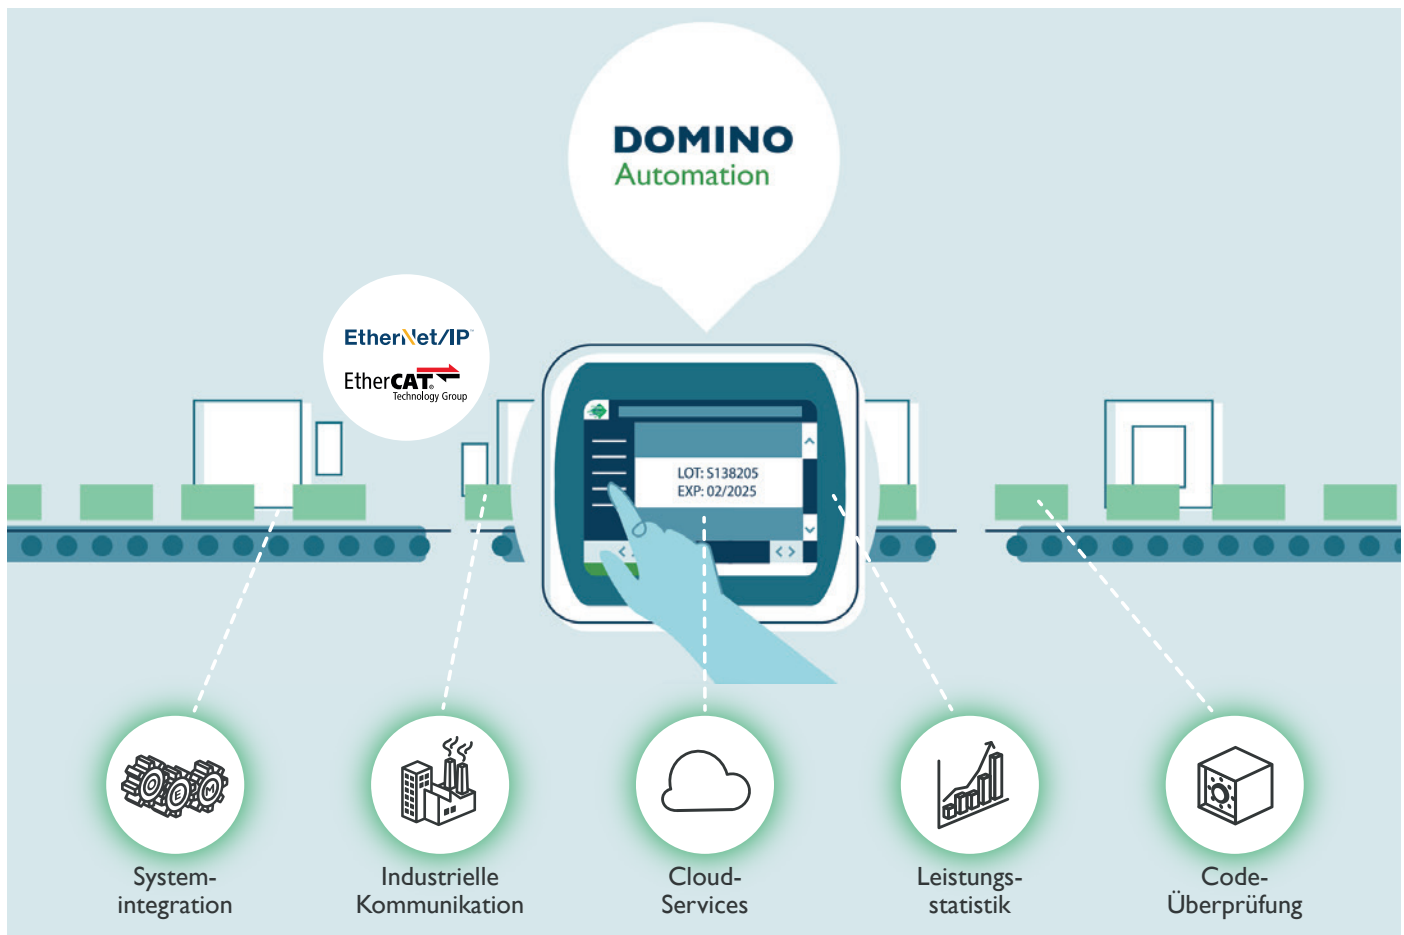 DOMINO
Automation
EtherNet/IP™
EtherCAT®
Technology Group
LOT: S138205
EXP: 02/2025
O E M
System-
integration
Industrielle
Kommunikation
Cloud-
Services
Leistungs-
statistik
Code-
Überprüfung